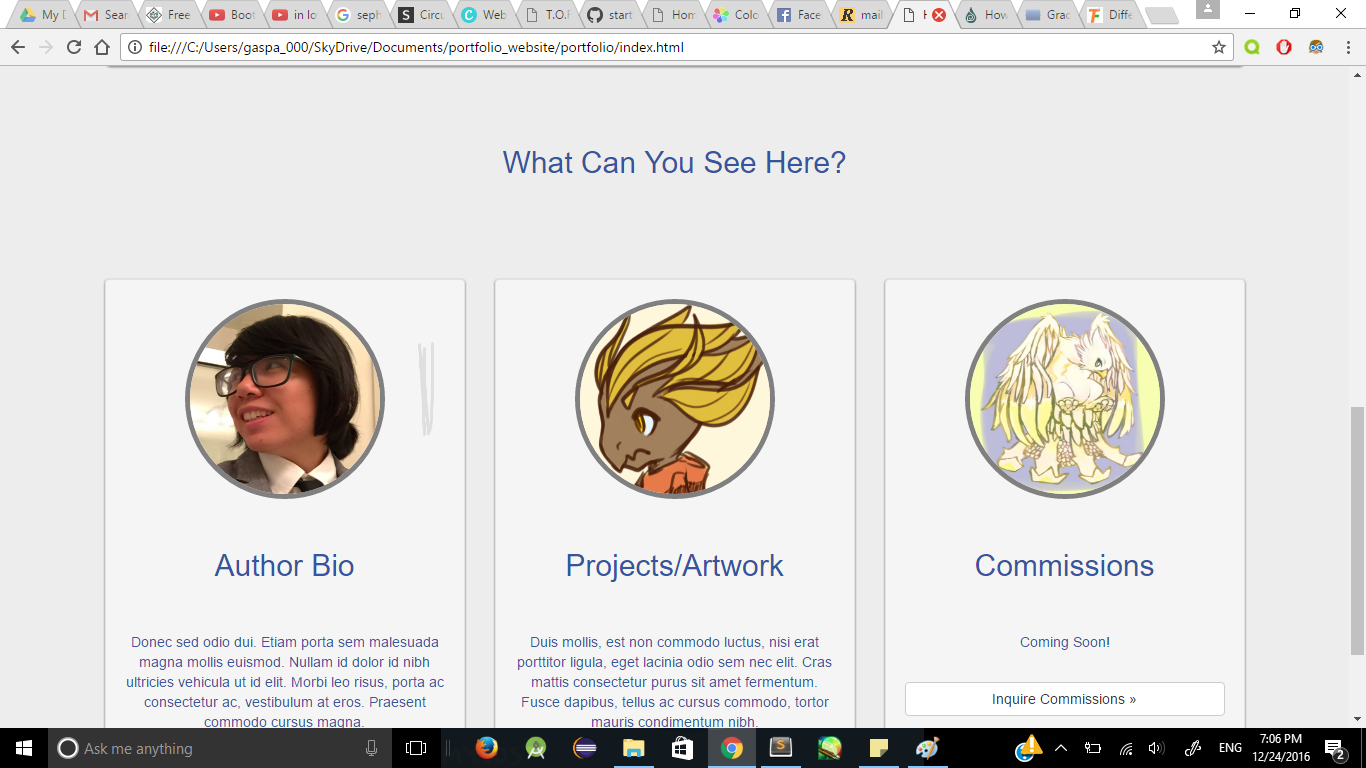 My D
Sear
Free
Boot
in lo
seph
Circu
Web
T.O.P
start
Hom
Colo
Face
mail
How
Grac
Diffe
file:///C:/Users/gaspa_000/SkyDrive/Documents/portfolio_website/portfolio/index.html
What Can You See Here?
Author Bio
Donec sed odio dui. Etiam porta sem malesuada
magna mollis euismod. Nullam id dolor id nibh
ultricies vehicula ut id elit. Morbi leo risus, porta ac
consectetur ac, vestibulum at eros. Praesent
commodo cursus magna.
Projects/Artwork
Duis mollis, est non commodo luctus, nisi erat
porttitor ligula, eget lacinia odio sem nec elit. Cras
mattis consectetur purus sit amet fermentum.
Fusce dapibus, tellus ac cursus commodo, tortor
mauris condimentum nibh.
Commissions
Coming Soon!
Inquire Commissions »
Ask me anything
ENG
7:06 PM
12/24/2016
2